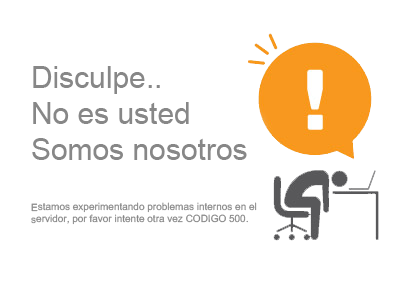 Disculpe..
No es usted
Somos nosotros
Estamos experimentando problemas internos en el
servidor, por favor intente otra vez CODIGO 500.